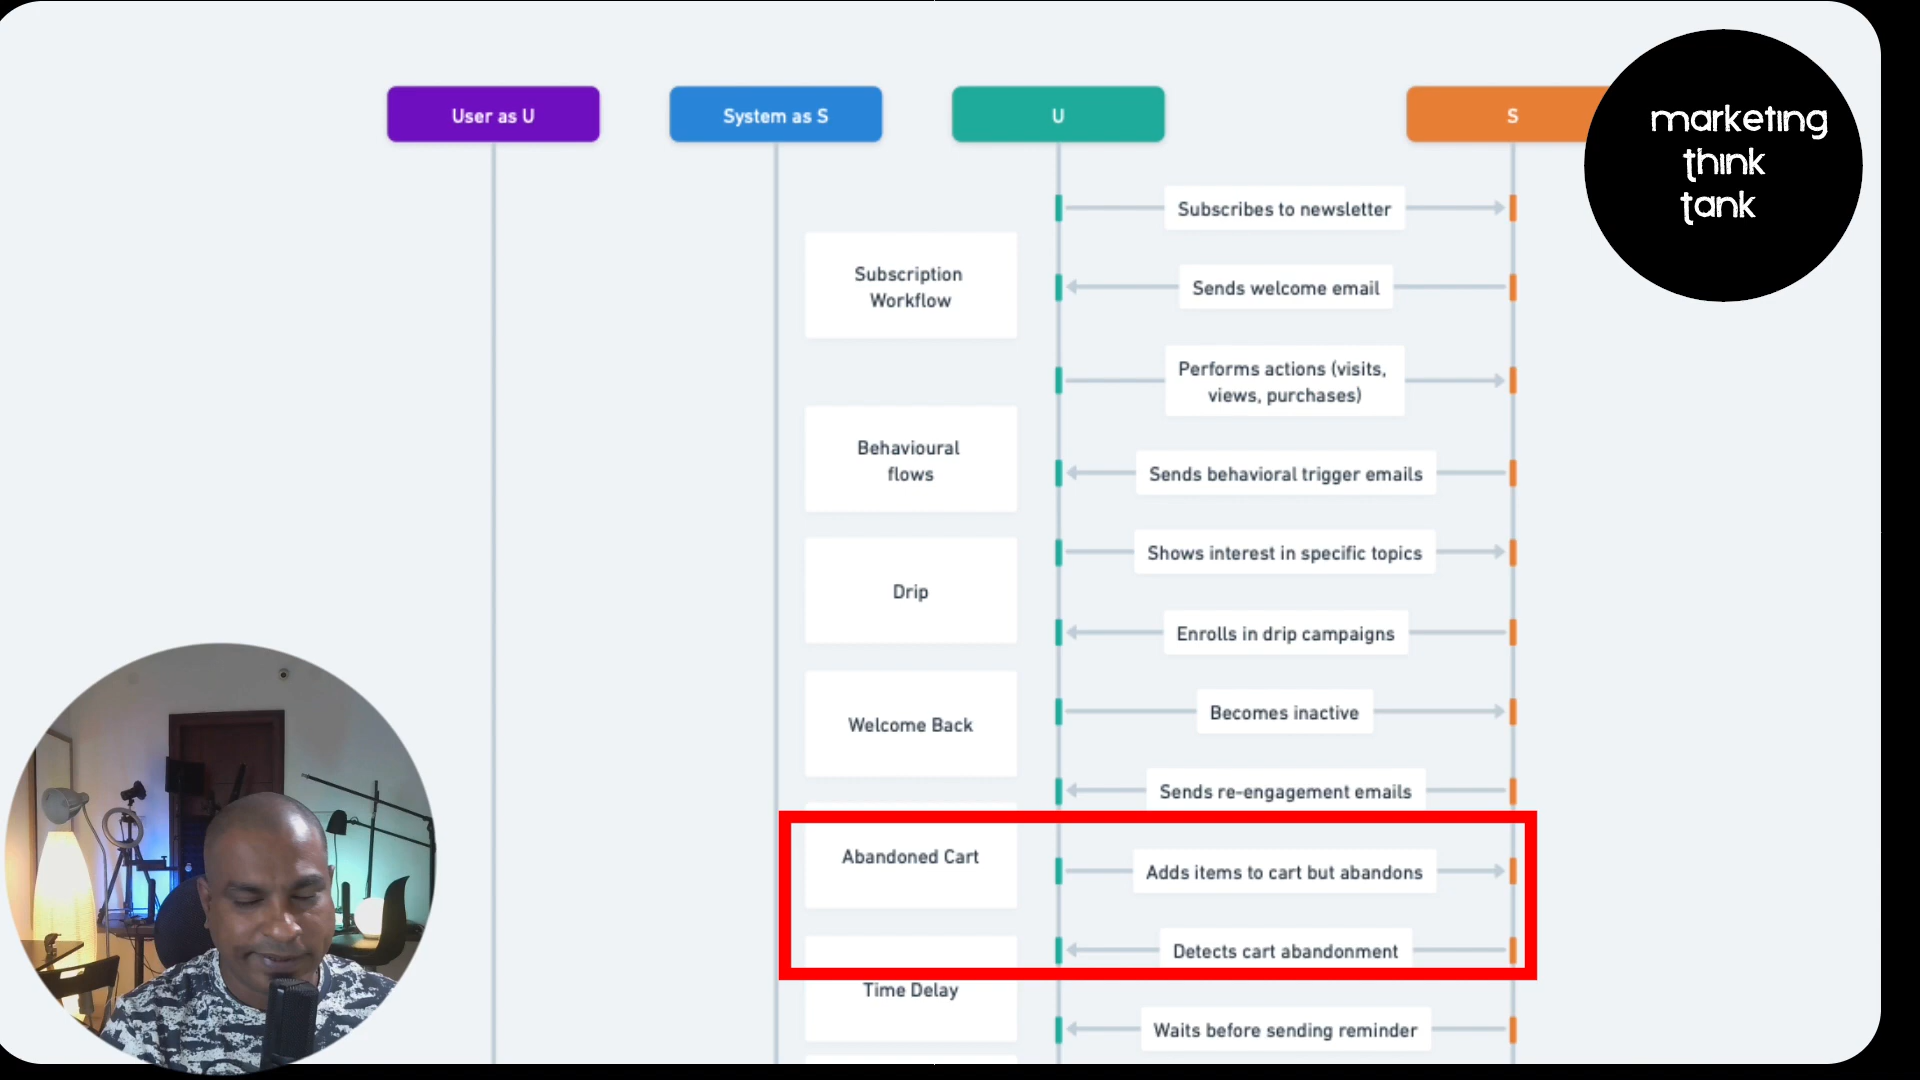 User as U
System as S
U
S
marketing
think
tank
Subscribes to newsletter
Subscription
Workflow
Sends welcome email
Performs actions (visits,
views, purchases)
Behavioural
flows
Sends behavioral trigger emails
Shows interest in specific topics
Drip
Enrolls in drip campaigns
Becomes inactive
Welcome Back
Sends re-engagement emails
Abandoned Cart
Adds items to cart but abandons
Detects cart abandonment
Time Delay
Waits before sending reminder